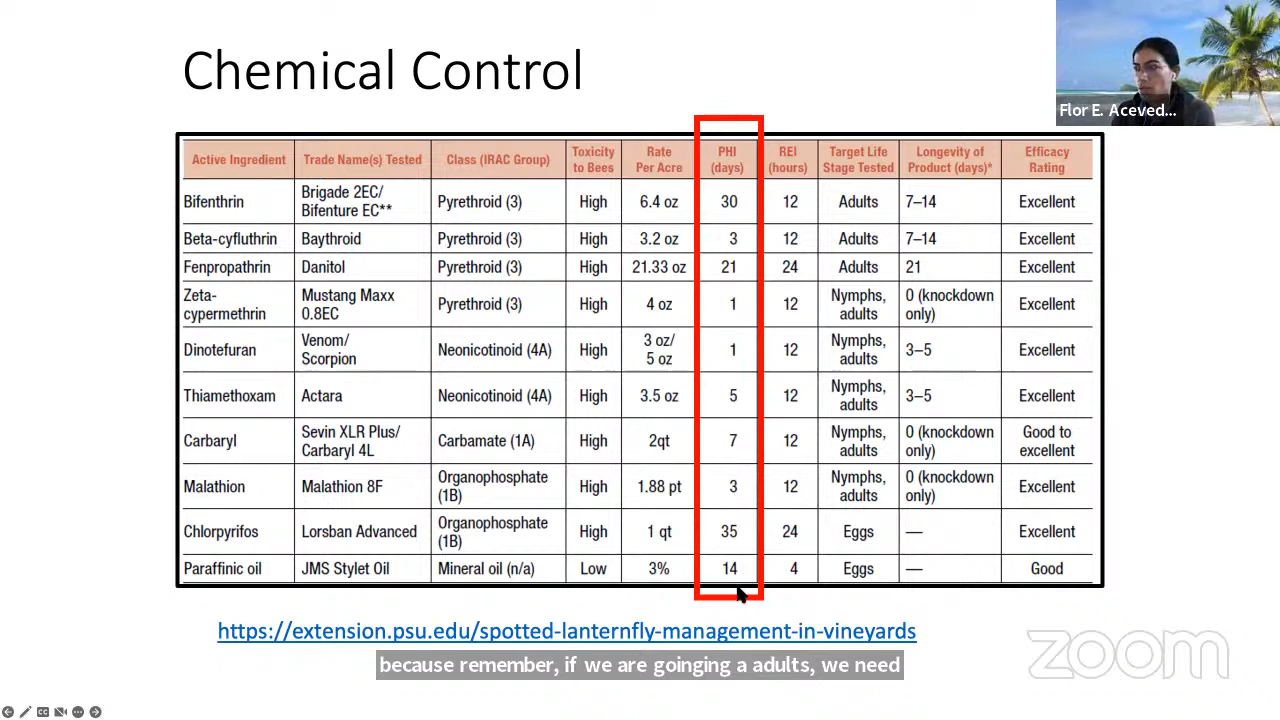 Chemical Control
Flor E. Aceved...
Active Ingredient Trade Name(s) Tested Class (IRAC Group) Toxicity to Bees Rate Per Acre PHI (days) REI (hours) Target Life Stage Tested Longevity of Product (days)* Efficacy Rating
Bifenthrin Brigade 2EC/ Bifenture EC** Pyrethroid (3) High 6.4 oz 30 12 Adults 7–14 Excellent
Beta-cyfluthrin Baythroid Pyrethroid (3) High 3.2 oz 3 12 Adults 7–14 Excellent
Fenpropathrin Danitol Pyrethroid (3) High 21.33 oz 21 24 Adults 21 Excellent
Zeta-cypermethrin Mustang Maxx 0.8EC Pyrethroid (3) High 4 oz 1 12 Nymphs, adults 0 (knockdown only) Excellent
Dinotefuran Venom/ Scorpion Neonicotinoid (4A) High 3 oz/ 5 oz 1 12 Nymphs, adults 3–5 Excellent
Thiamethoxam Actara Neonicotinoid (4A) High 3.5 oz 5 12 Nymphs, adults 3–5 Excellent
Carbaryl Sevin XLR Plus/ Carbaryl 4L Carbamate (1A) High 2qt 7 12 Nymphs, adults 0 (knockdown only) Good to excellent
Malathion Malathion 8F Organophosphate (1B) High 1.88 pt 3 12 Nymphs, adults 0 (knockdown only) Excellent
Chlorpyrifos Lorsban Advanced Organophosphate (1B) High 1 qt 35 24 Eggs — Excellent
Paraffinic oil JMS Stylet Oil Mineral oil (n/a) Low 3% 14 4 Eggs — Good
https://extension.psu.edu/spotted-lanternfly-management-in-vineyards
because remember, if we are goinging a adults, we need
zoom